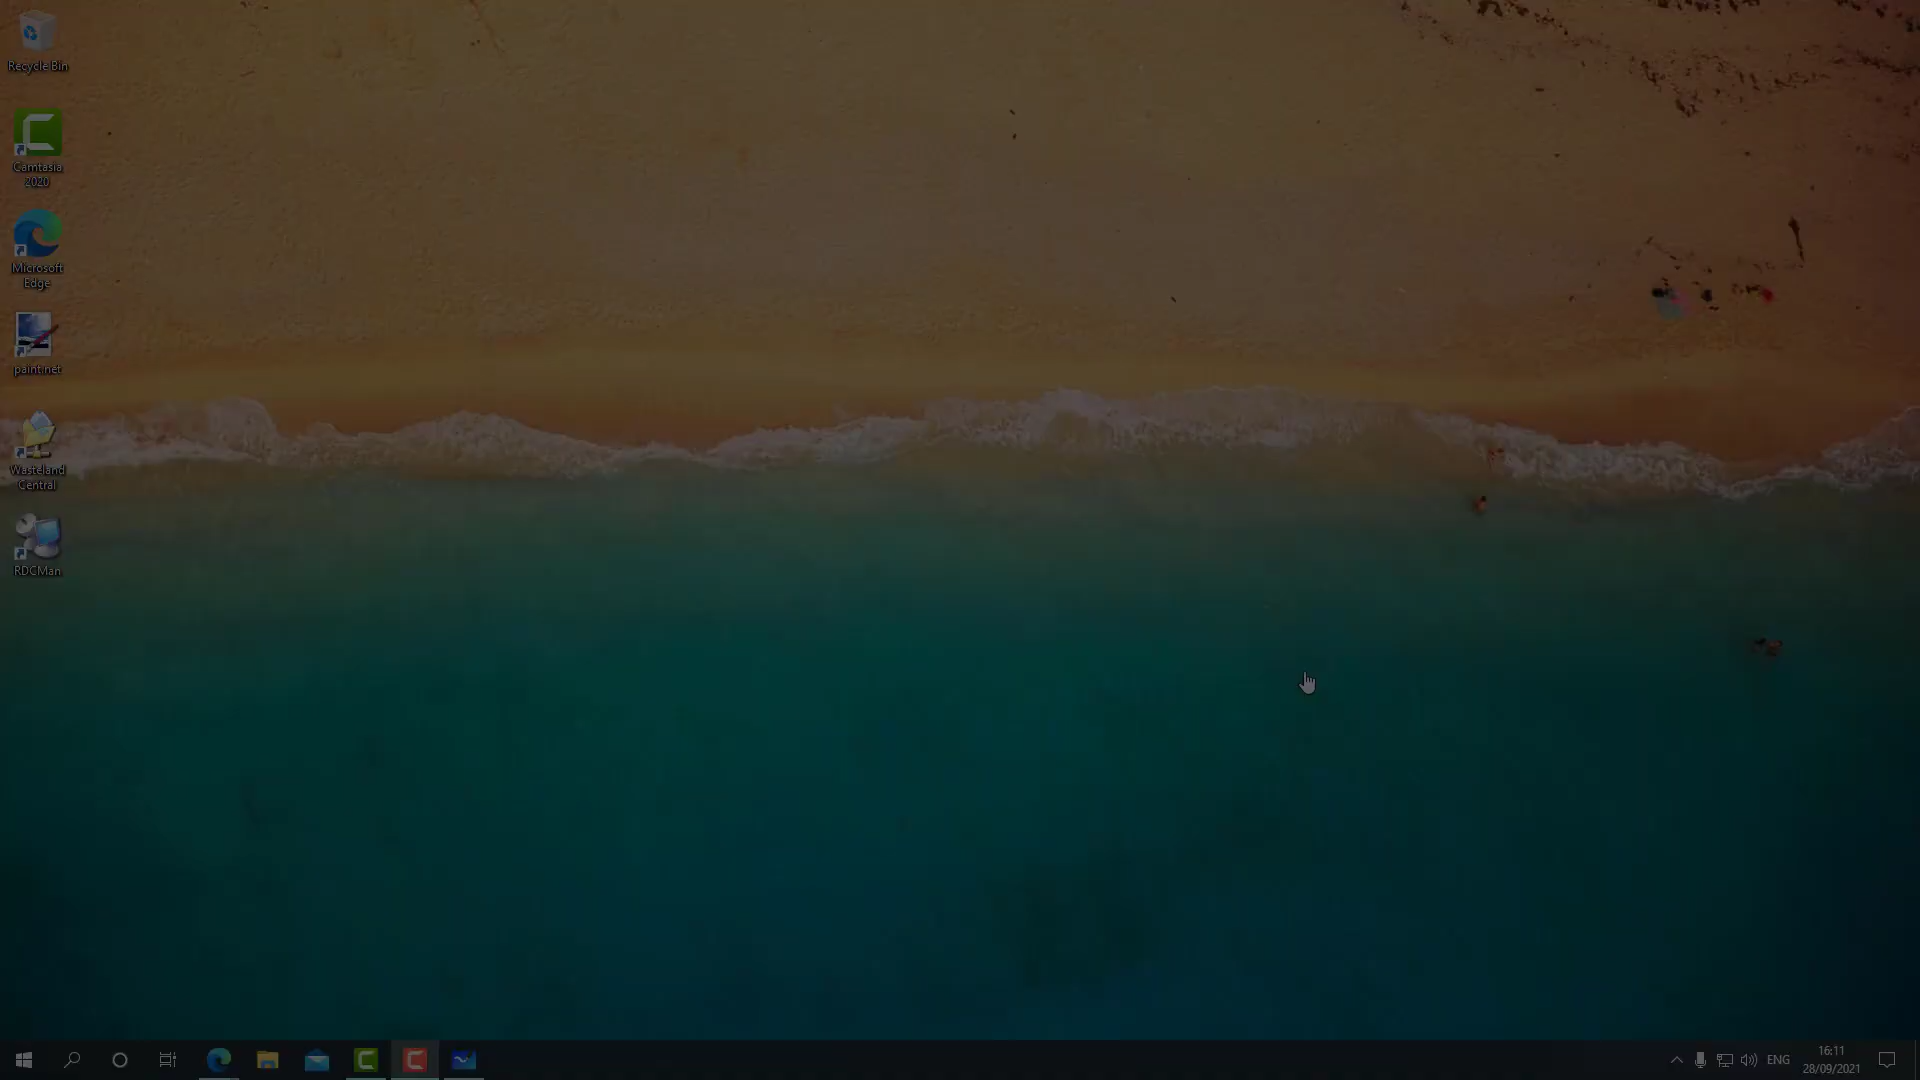 Recycle Bin
Camtasia
2020
Microsoft
Edge
paint.net
Wasteland
Central
RDCMan
ENG
16:11
28/09/2021